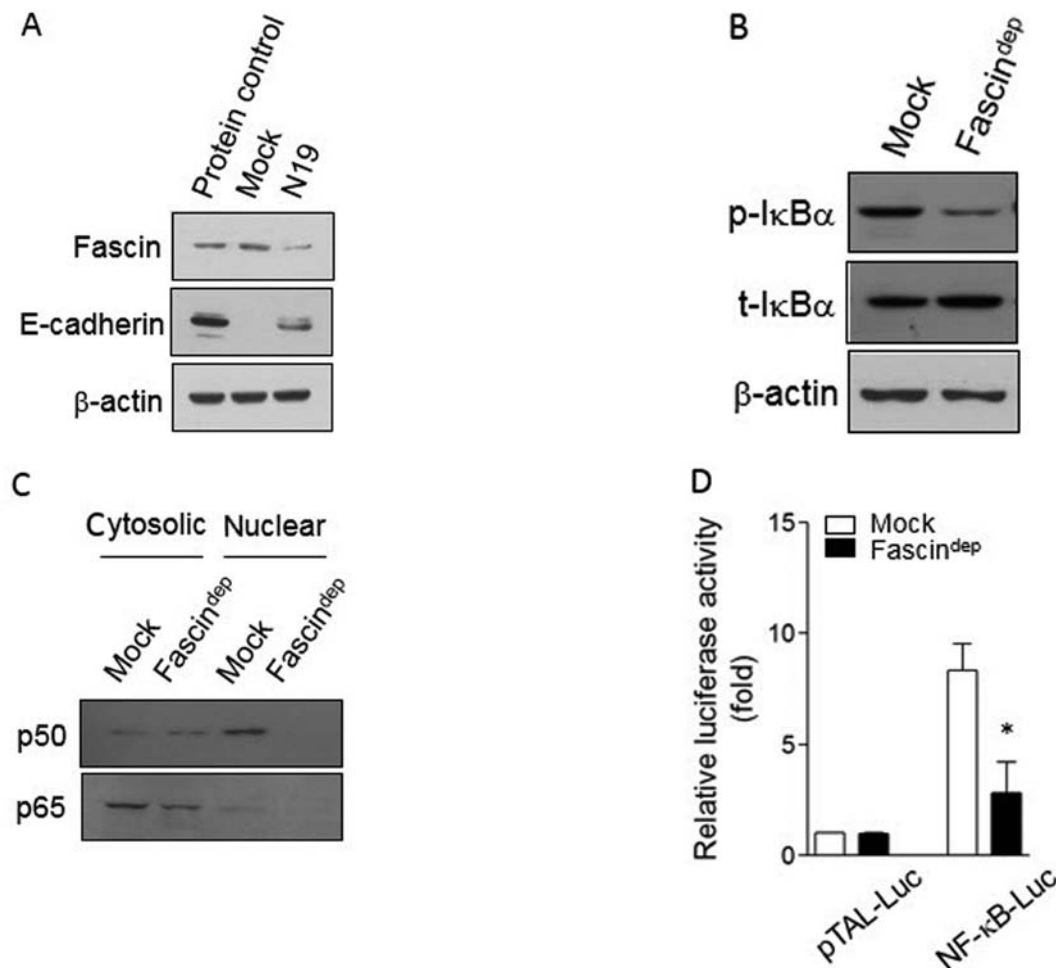 A
Protein control
Mock
N19
Fascin
E-cadherin
β-actin
B
Mock
Fascin^dep
p-IκBα
t-IκBα
β-actin
C
Cytosolic Nuclear
Mock
Fascin^dep
Mock
Fascin^dep
p50
p65
D
Relative luciferase activity
(fold)
15
10
5
0
Mock
Fascin^dep
*
pTAL-Luc
NF-κB-Luc